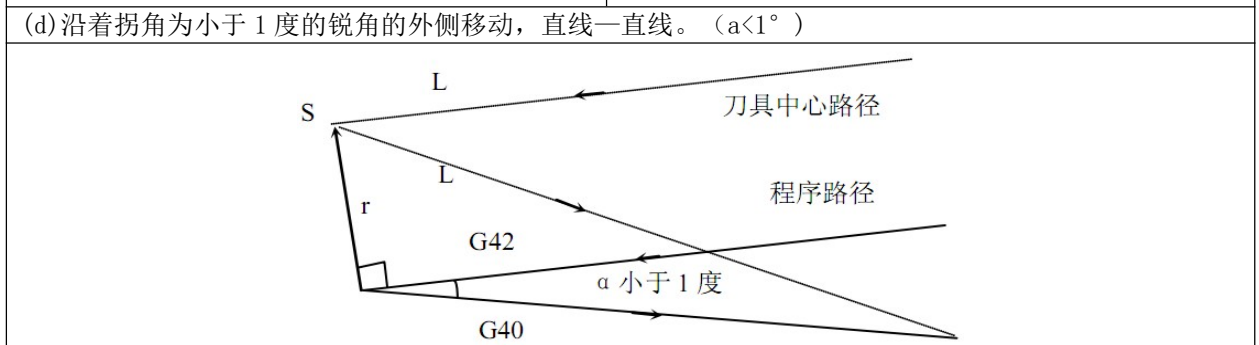 (d)沿着拐角为小于 1 度的锐角的外侧移动，直线—直线。（a<1°）
L
S
刀具中心路径
L
程序路径
r
G42
α 小于 1 度
G40